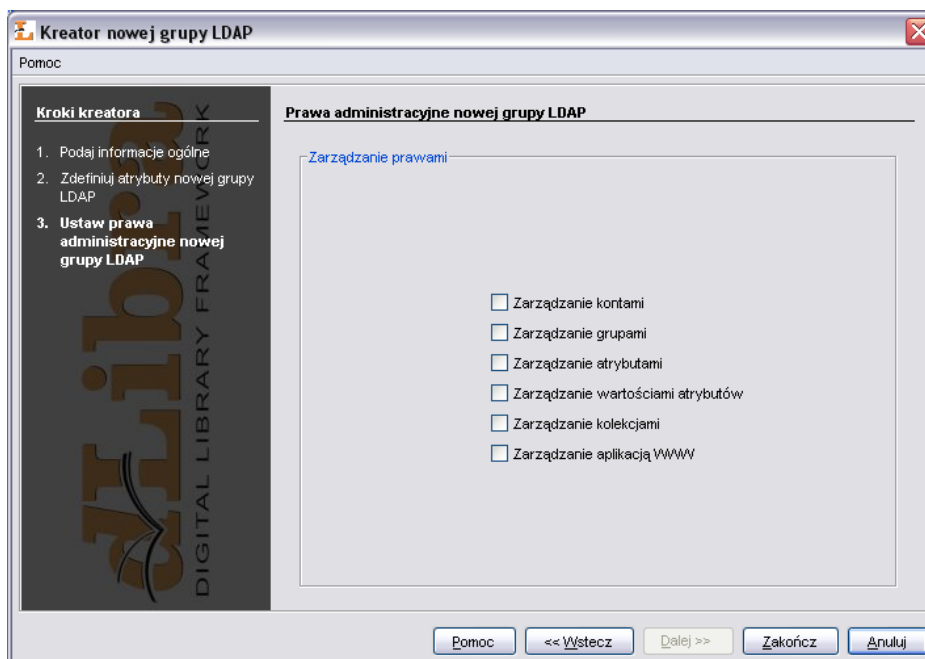 Kreator nowej grupy LDAP
Pomoc
Kroki kreatora
1. Podaj informacje ogólne
2. Zdefiniuj atrybuty nowej grupy
LDAP
3. Ustaw prawa
administracyjne nowej
grupy LDAP
dLibra
DIGITAL LIBRARY FRAMEWORK
Prawa administracyjne nowej grupy LDAP
Zarządzanie prawami
Zarządzanie kontami
Zarządzanie grupami
Zarządzanie atrybutami
Zarządzanie wartościami atrybutów
Zarządzanie kolekcjami
Zarządzanie aplikacją WWW
Pomoc
<< Wstecz
Dalej >>
Zakończ
Anuluj